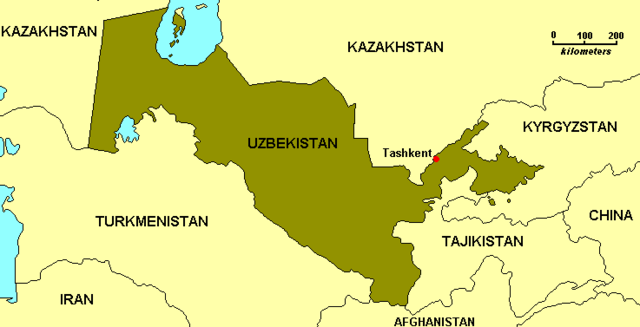 KAZAKHSTAN
KAZAKHSTAN
0 100 200
kilometers
KYRGYZSTAN
UZBEKISTAN
Tashkent
TURKMENISTAN
CHINA
TAJIKISTAN
IRAN
AFGHANISTAN